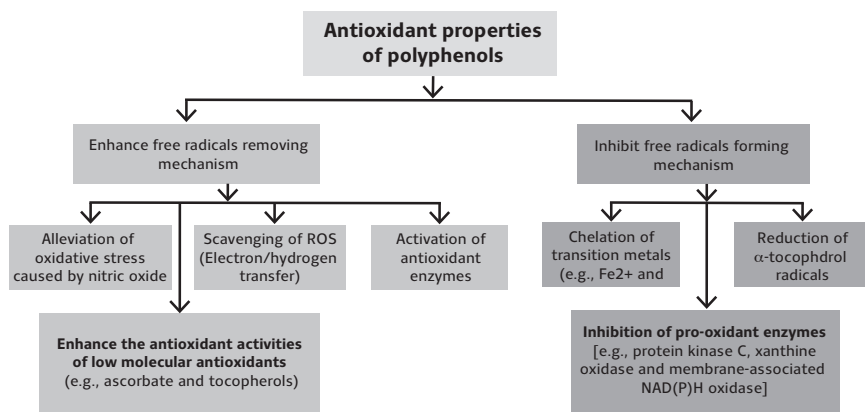 Antioxidant properties
of polyphenols
Enhance free radicals removing
mechanism
Inhibit free radicals forming
mechanism
Alleviation of
oxidative stress
caused by nitric oxide
Scavenging of ROS
(Electron/hydrogen
transfer)
Activation of
antioxidant
enzymes
Chelation of
transition metals
(e.g., Fe2+ and
Reduction of
α-tocophdrol
radicals
Enhance the antioxidant activities
of low molecular antioxidants
(e.g., ascorbate and tocopherols)
Inhibition of pro-oxidant enzymes
[e.g., protein kinase C, xanthine
oxidase and membrane-associated
NAD(P)H oxidase]